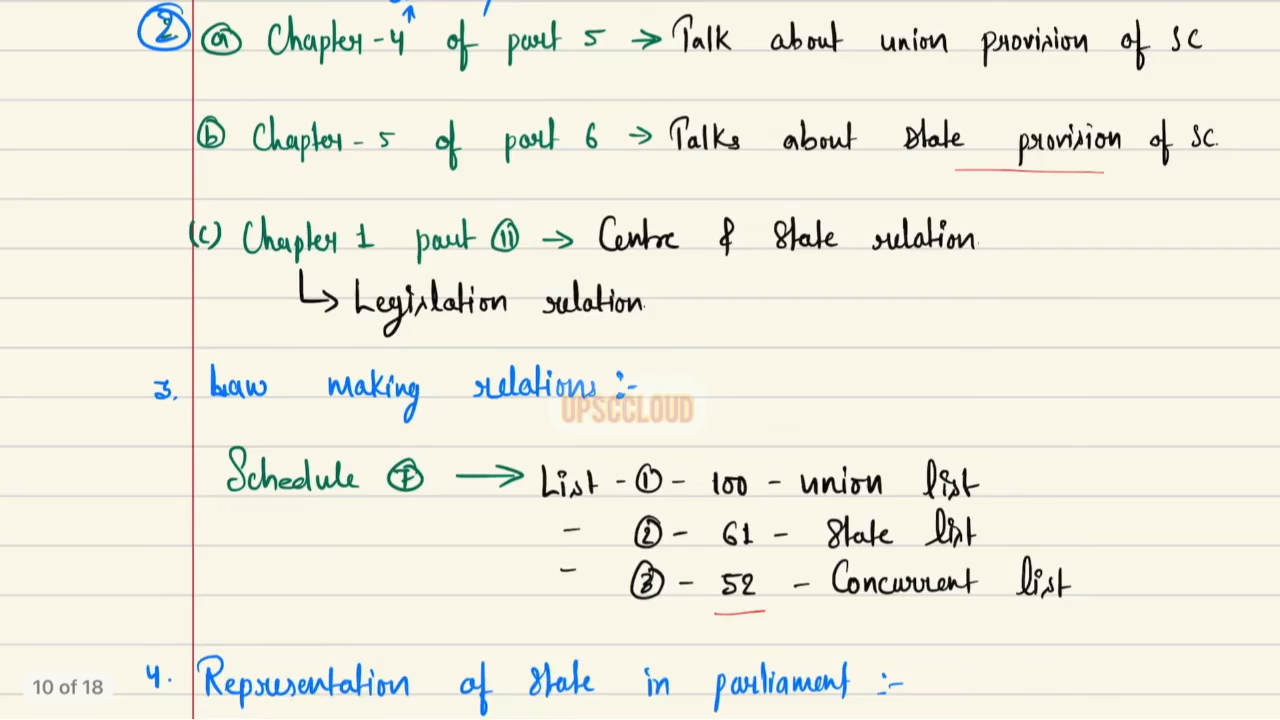 ② ⓐ Chapter-4 of part 5 → Talk about union provision of SC
ⓑ Chapter-5 of part 6 → Talks about state provision of SC.
(c) Chapter 1 part ⑪ → Centre & State relation.
↳ Legislation relation.
3. Law making relations :-
UPSCCLOUD
Schedule ⑦ → List - ① - 100 - union list
- ② - 61 - State list
- ③ - 52 - Concurrent list
4. Representation of state in parliament :-
10 of 18